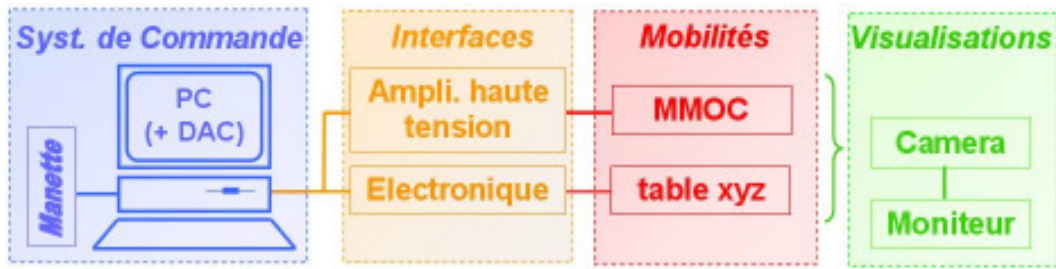 Syst. de Commande
PC
(+ DAC)
Manette
Interfaces
Ampli. haute
tension
Electronique
Mobilités
MMOC
table xyz
Visualisations
Camera
Moniteur